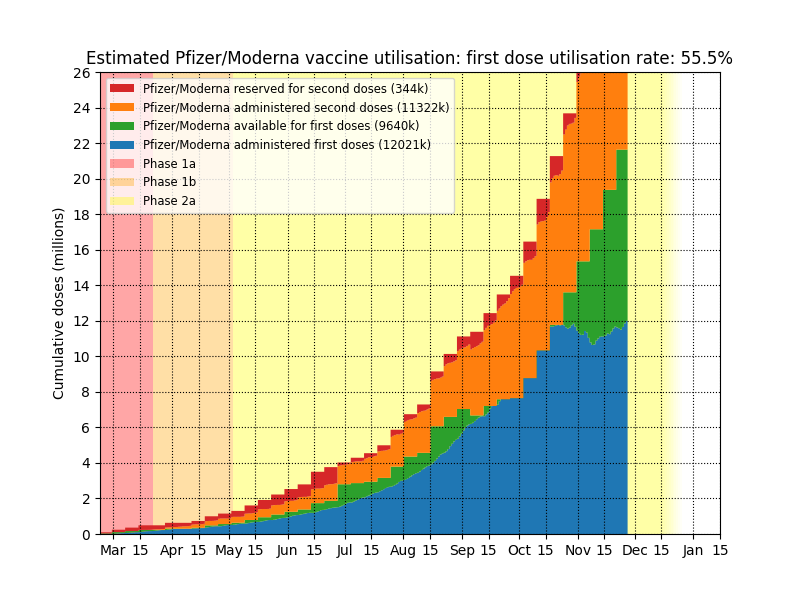 Estimated Pfizer/Moderna vaccine utilisation: first dose utilisation rate: 55.5%
Cumulative doses (millions)
26
24
22
20
18
16
14
12
10
8
6
4
2
0
Pfizer/Moderna reserved for second doses (344k)
Pfizer/Moderna administered second doses (11322k)
Pfizer/Moderna available for first doses (9640k)
Pfizer/Moderna administered first doses (12021k)
Phase 1a
Phase 1b
Phase 2a
Mar 15 Apr 15 May 15 Jun 15 Jul 15 Aug 15 Sep 15 Oct 15 Nov 15 Dec 15 Jan 15